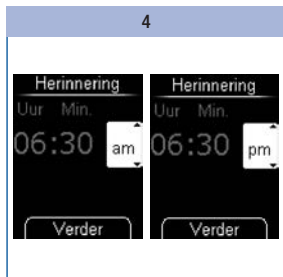 4
Herinnering
Uur Min.
06:30 am
Verder
Herinnering
Uur Min.
06:30 pm
Verder